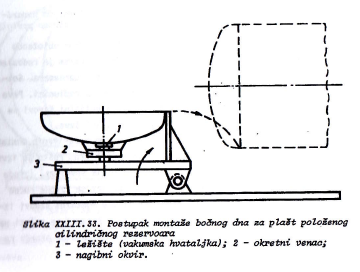 1
2
3
Slika XXIII.33. Postupak montaže bočnog dna za plašt položenog
cilindričnog rezervoara
1 - ležište (vakumska hvataljka); 2 - okretni venac;
3 - nagibni okvir.